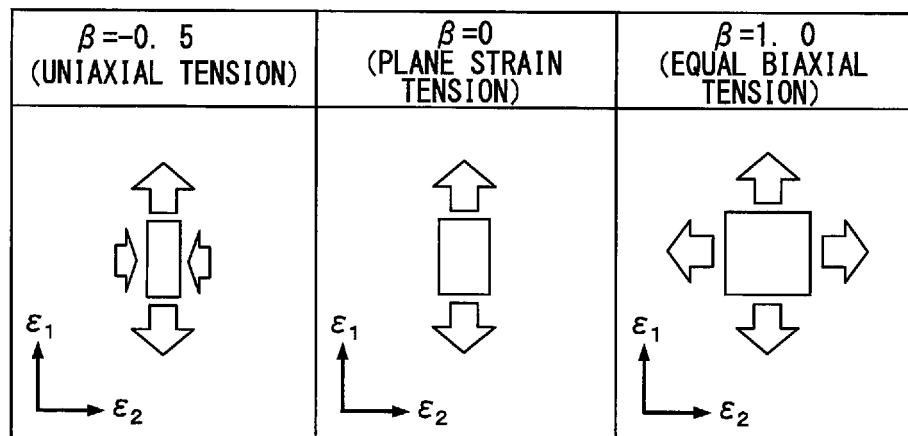 β=-0. 5
(UNIAXIAL TENSION)
β=0
(PLANE STRAIN
TENSION)
β=1. 0
(EQUAL BIAXIAL
TENSION)
ε1
ε2
ε1
ε2
ε1
ε2